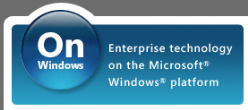 On
Windows
Enterprise technology
on the Microsoft®
Windows® platform